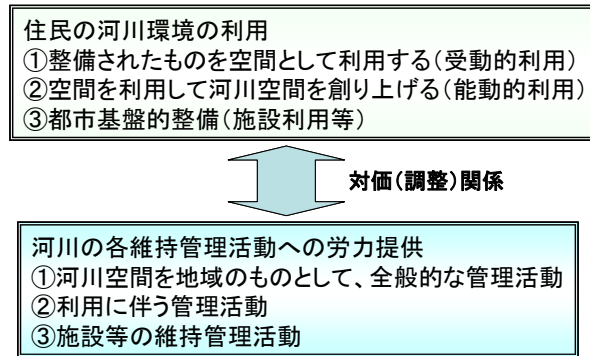 住民の河川環境の利用
①整備されたものを空間として利用する(受動的利用)
②空間を利用して河川空間を創り上げる(能動的利用)
③都市基盤的整備(施設利用等)
対価(調整)関係
河川の各維持管理活動への労力提供
①河川空間を地域のものとして、全般的な管理活動
②利用に伴う管理活動
③施設等の維持管理活動